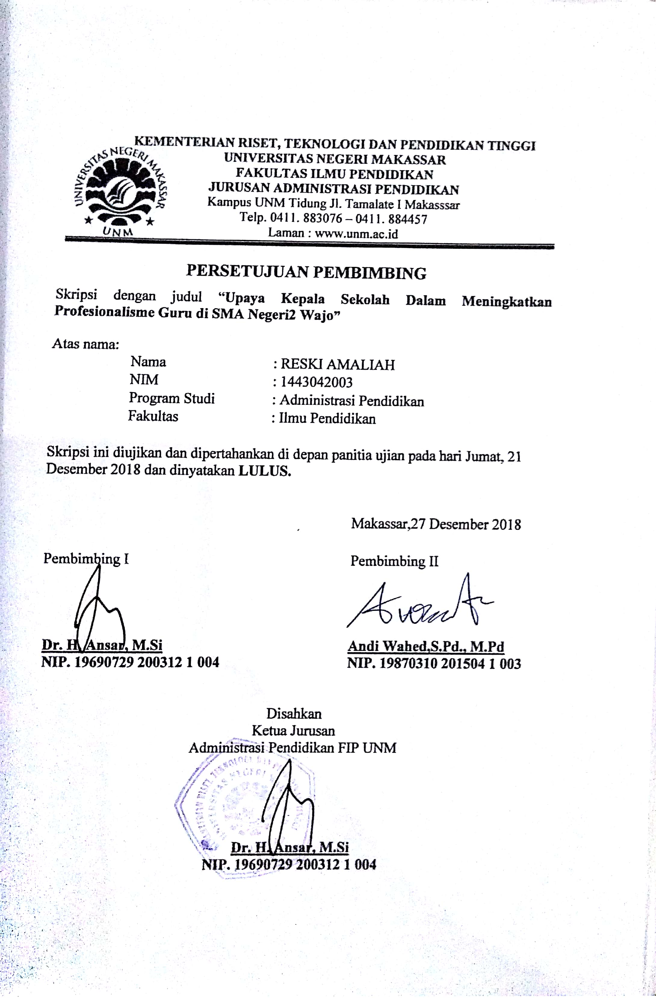 KEMENTERIAN RISET, TEKNOLOGI DAN PENDIDIKAN TINGGI
UNIVERSITAS NEGERI MAKASSAR
FAKULTAS ILMU PENDIDIKAN
JURUSAN ADMINISTRASI PENDIDIKAN
Kampus UNM Tidung Jl. Tamalate I Makasssar
Telp. 0411. 883076 – 0411. 884457
Laman : www.unm.ac.id
UNIVERSITAS NEGERI MAKASSAR
UNM
PERSETUJUAN PEMBIMBING
Skripsi dengan judul “Upaya Kepala Sekolah Dalam Meningkatkan
Profesionalisme Guru di SMA Negeri2 Wajo”
Atas nama:
Nama : RESKI AMALIAH
NIM : 1443042003
Program Studi : Administrasi Pendidikan
Fakultas : Ilmu Pendidikan
Skripsi ini diujikan dan dipertahankan di depan panitia ujian pada hari Jumat, 21
Desember 2018 dan dinyatakan LULUS.
Makassar,27 Desember 2018
Pembimbing I
Pembimbing II
Dr. H. Ansar, M.Si
NIP. 19690729 200312 1 004
Andi Wahed,S.Pd., M.Pd
NIP. 19870310 201504 1 003
Disahkan
Ketua Jurusan
Administrasi Pendidikan FIP UNM
Dr. H. Ansar, M.Si
NIP. 19690729 200312 1 004